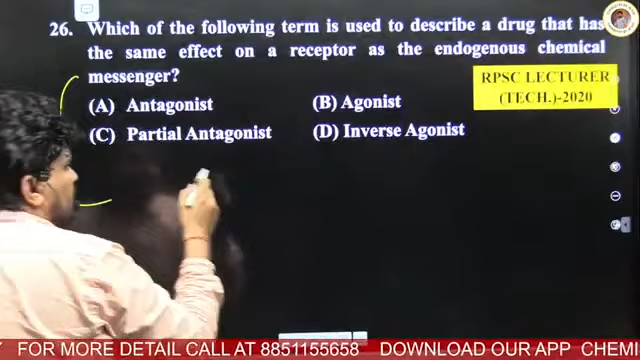 26. Which of the following term is used to describe a drug that has
the same effect on a receptor as the endogenous chemical
messenger?
RPSC LECTURER
(TECH.)-2020
(A) Antagonist
(B) Agonist
(C) Partial Antagonist
(D) Inverse Agonist
FOR MORE DETAIL CALL AT 8851155658 DOWNLOAD OUR APP CHEMI